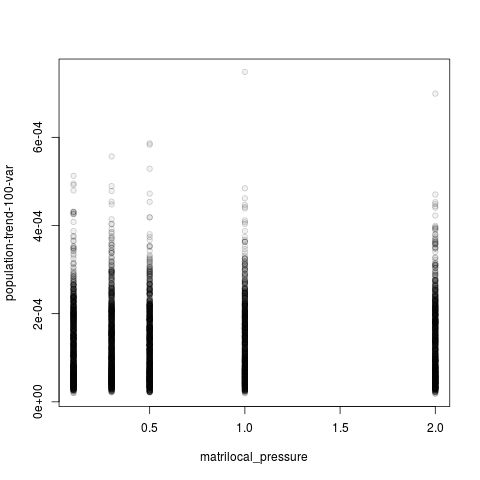 population-trend-100-var
6e-04
4e-04
2e-04
0e+00
0.5 1.0 1.5 2.0
matrilocal_pressure